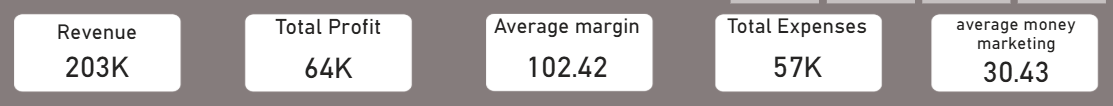 Revenue
203K
Total Profit
64K
Average margin
102.42
Total Expenses
57K
average money
marketing
30.43